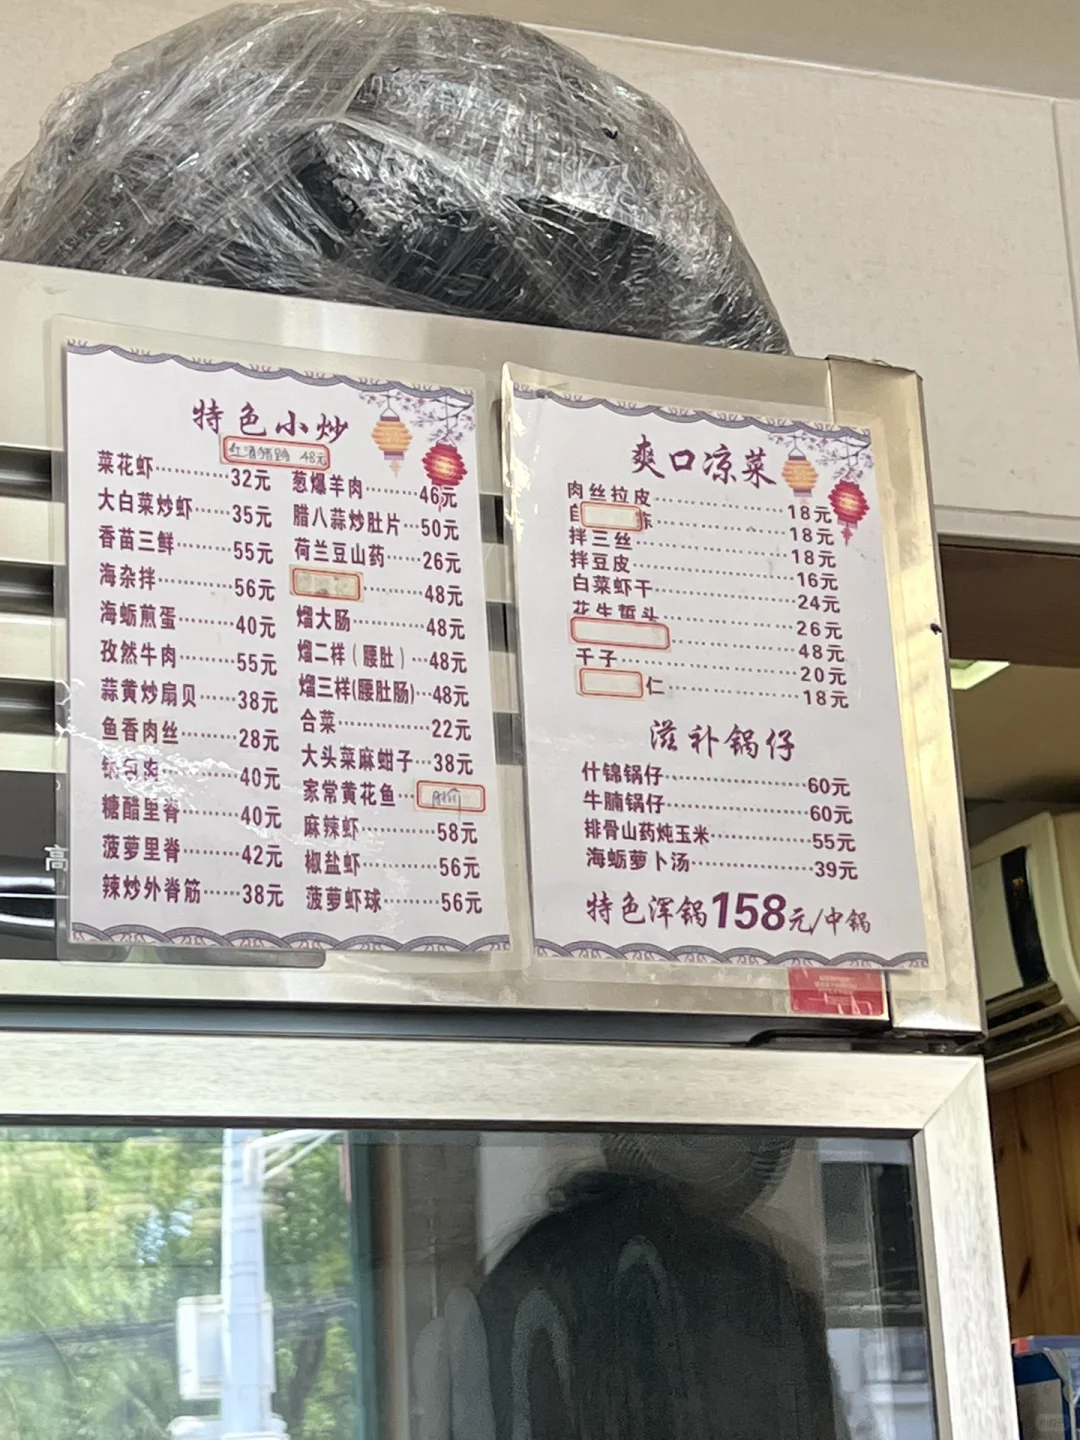 特色小炒
红酒猪蹄 48元
菜花虾············32元
大白菜炒虾······35元
香苗三鲜·········55元
海杂拌············56元
海蛎煎蛋·········40元
孜然牛肉·········55元
蒜黄炒扇贝······38元
鱼香肉丝·········28元
锅包肉············40元
糖醋里脊·········40元
菠萝里脊·········42元
辣炒外脊筋······38元
葱爆羊肉·········46元
腊八蒜炒肚片···50元
荷兰豆山药······26元
············48元
熘大肠············48元
熘二样(腰肚)···48元
熘三样(腰肚肠)···48元
合菜···············22元
大头菜麻蚶子···38元
家常黄花鱼···
麻辣虾············58元
椒盐虾············56元
菠萝虾球·········56元
爽口凉菜
肉丝拉皮··················18元
冻··················18元
拌三丝··················18元
拌豆皮··················16元
白菜虾干··················24元
花生蜇头··················26元
··················48元
千子··················20元
仁··················18元
滋补锅仔
什锦锅仔··················60元
牛腩锅仔··················60元
排骨山药炖玉米············55元
海蛎萝卜汤··················39元
特色浑锅158元/中锅
高